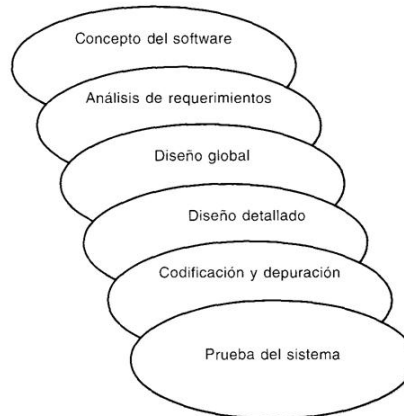 Concepto del software
Análisis de requerimientos
Diseño global
Diseño detallado
Codificación y depuración
Prueba del sistema